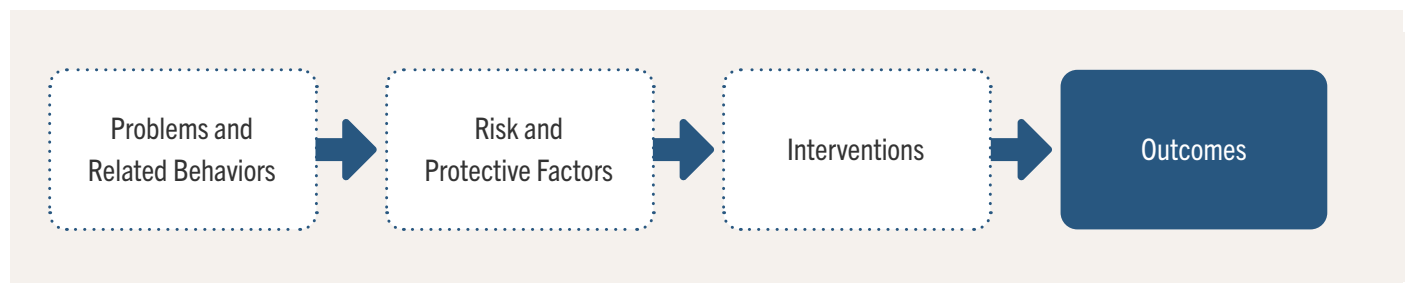 Problems and
Related Behaviors
Risk and
Protective Factors
Interventions
Outcomes